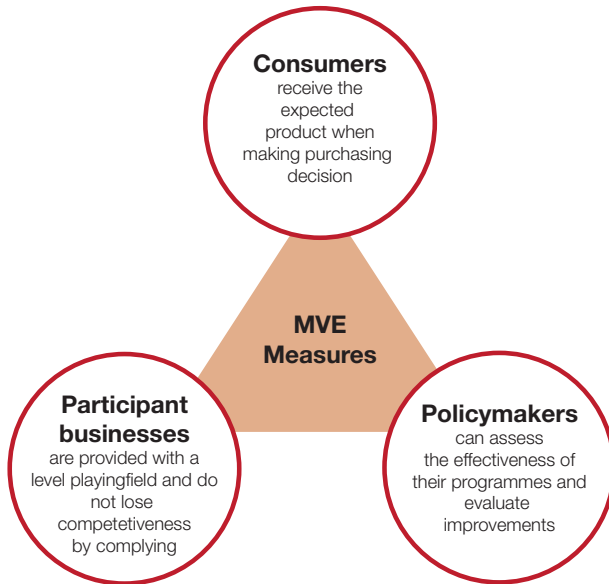 Consumers
receive the
expected
product when
making purchasing
decision
MVE
Measures
Participant
businesses
are provided with a
level playingfield and do
not lose
competetiveness
by complying
Policymakers
can assess
the effectiveness of
their programmes and
evaluate
improvements